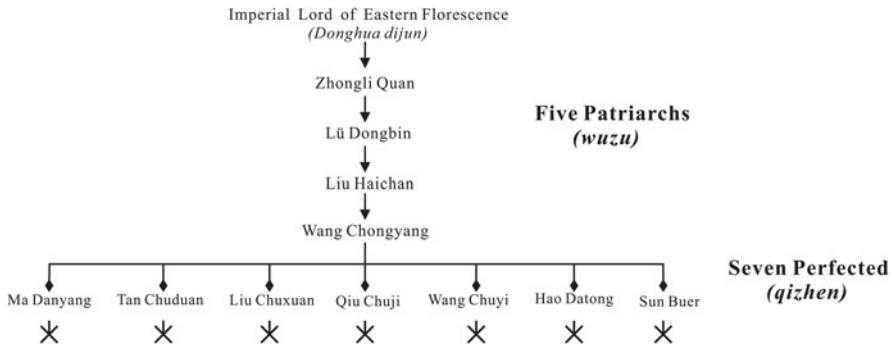 Imperial Lord of Eastern Florescence
(Donghua dijun)
Zhongli Quan
Five Patriarchs
(wuzu)
Lü Dongbin
Liu Haichan
Wang Chongyang
Seven Perfected
(qizhen)
Ma Danyang Tan Chuduan Liu Chuxuan Qiu Chuji Wang Chuyi Hao Datong Sun Buer